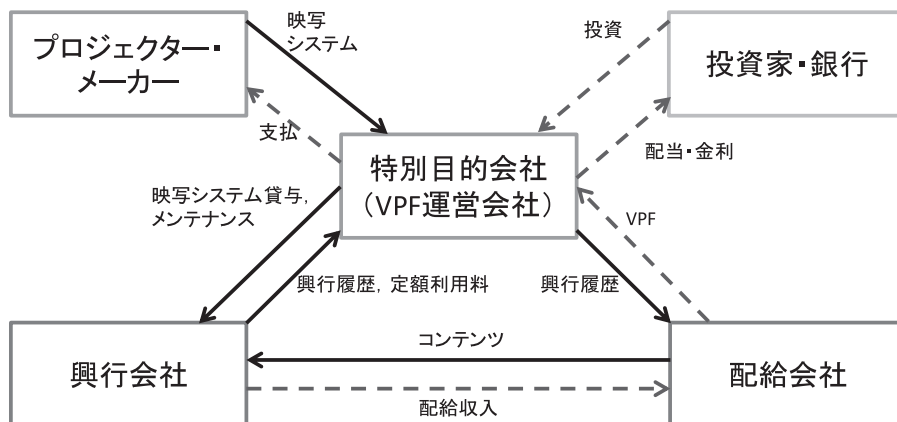 プロジェクター・
メーカー
映写
システム
投資
投資家・銀行
支払
配当・金利
特別目的会社
（VPF運営会社）
映写システム貸与，
メンテナンス
VPF
興行履歴，定額利用料
興行履歴
興行会社
コンテンツ
配給会社
配給収入